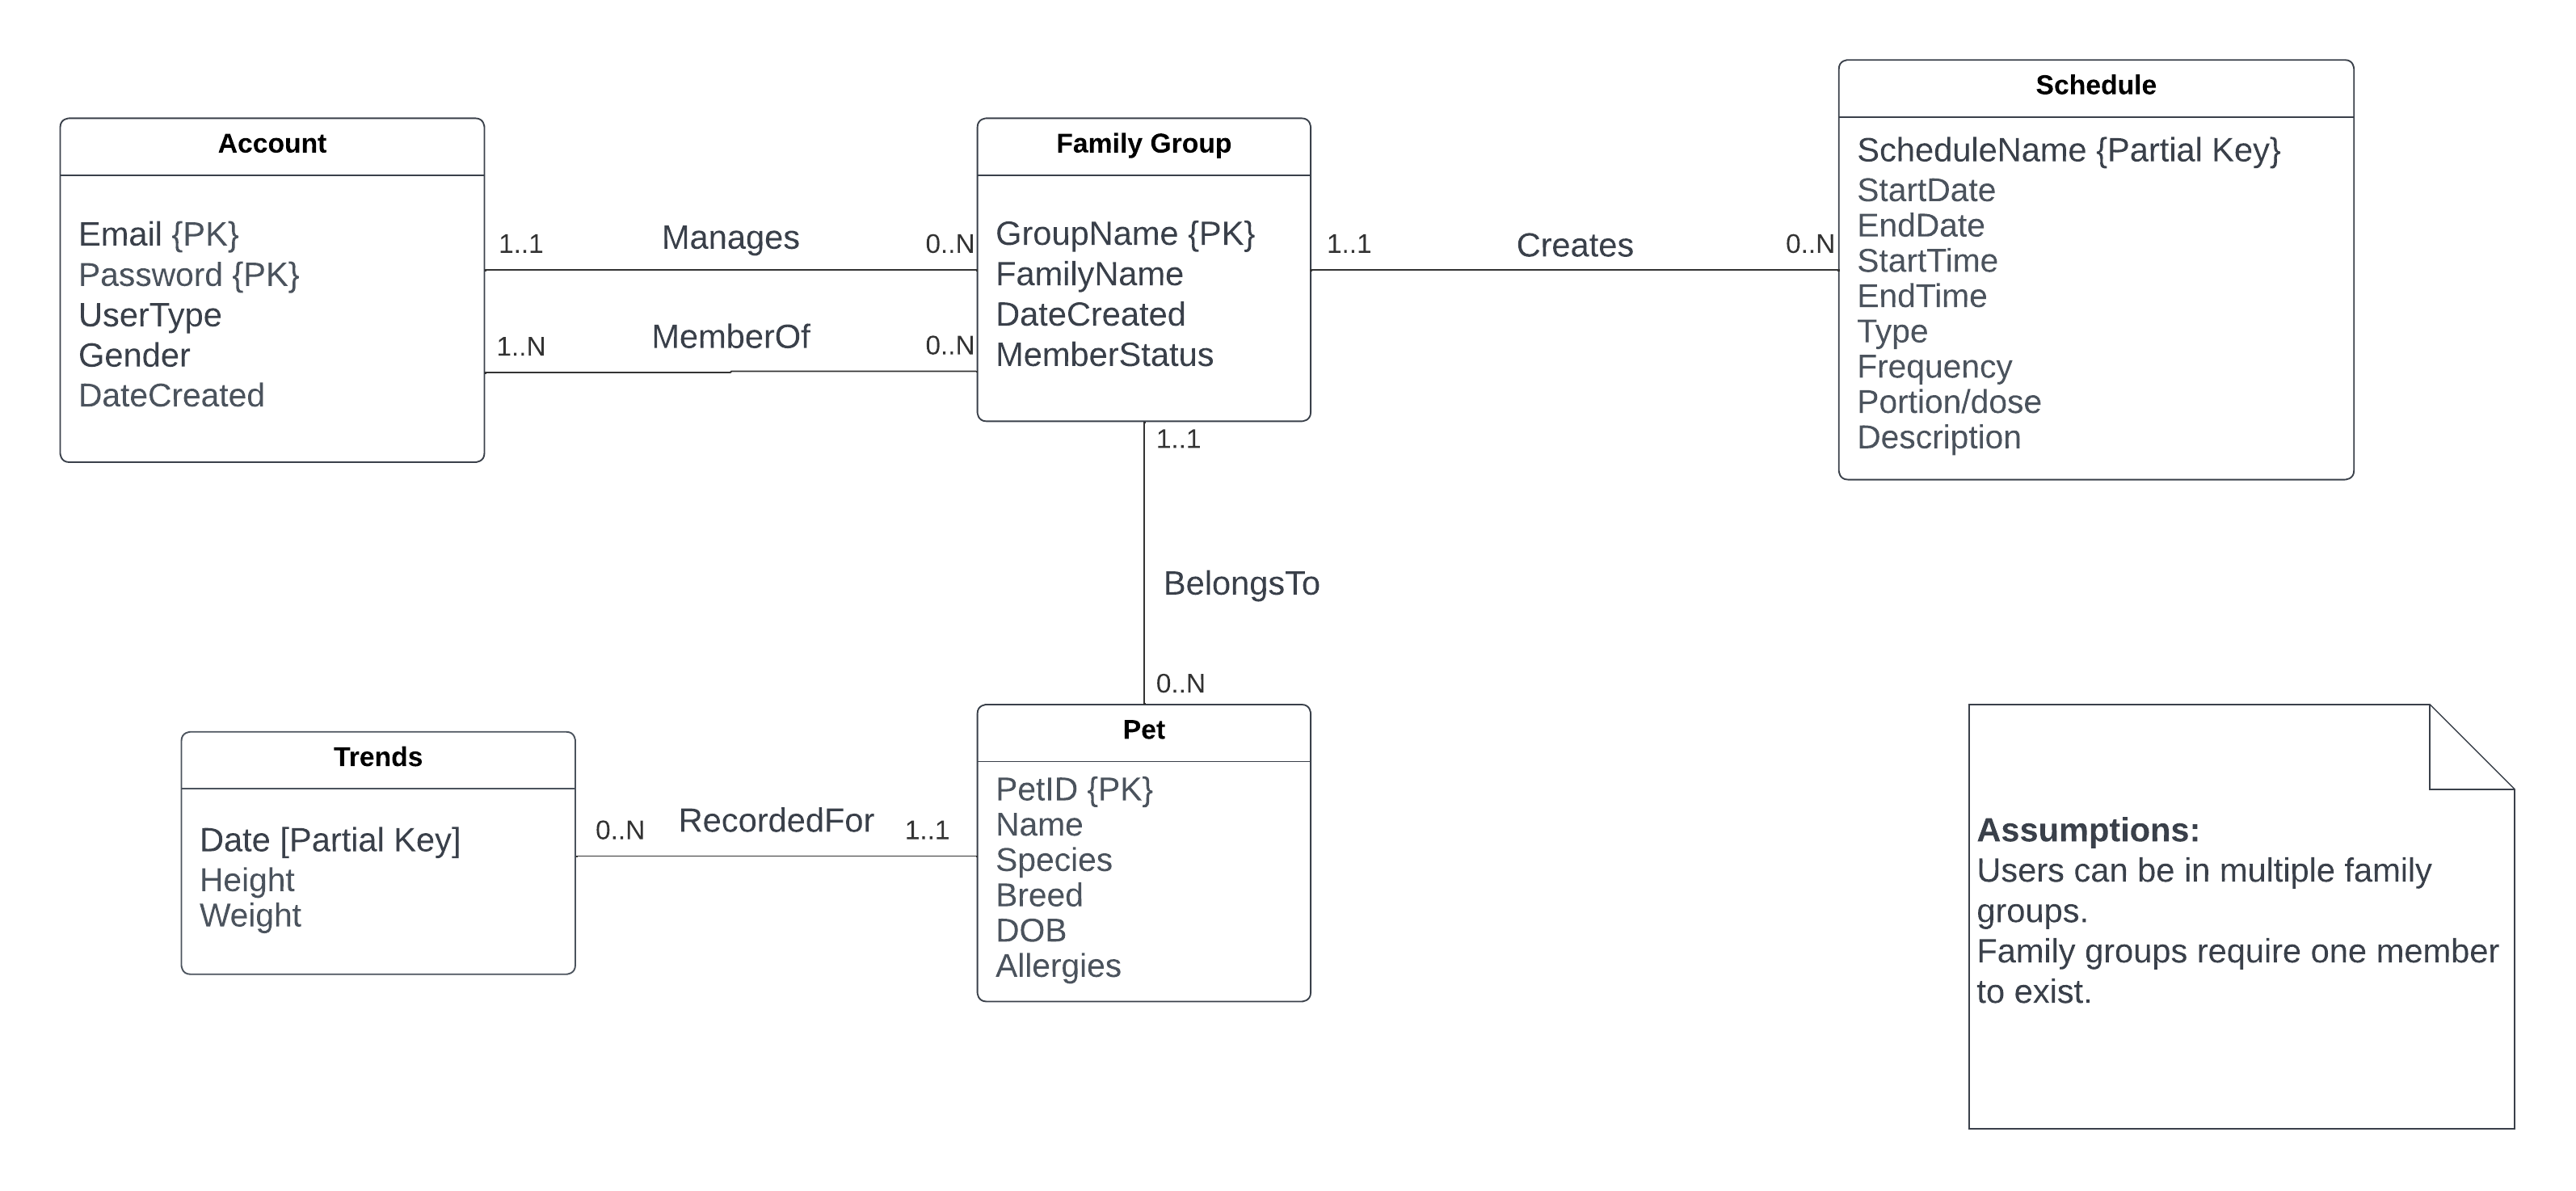 Account
Email {PK}
Password {PK}
UserType
Gender
DateCreated
1..1
Manages
0..N
1..N
MemberOf
0..N
Family Group
GroupName {PK}
FamilyName
DateCreated
MemberStatus
1..1
Creates
0..N
Schedule
ScheduleName {Partial Key}
StartDate
EndDate
StartTime
EndTime
Type
Frequency
Portion/dose
Description
1..1
BelongsTo
0..N
Trends
Date [Partial Key]
Height
Weight
0..N
RecordedFor
1..1
Pet
PetID {PK}
Name
Species
Breed
DOB
Allergies
Assumptions:
Users can be in multiple family
groups.
Family groups require one member
to exist.